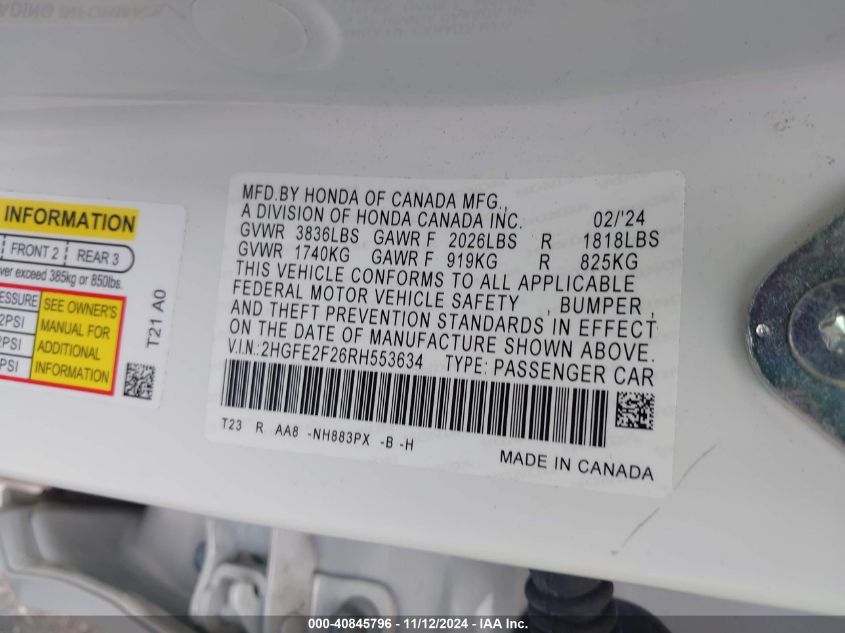 INFORMATION
FRONT 2 REAR 3
ver exceed 385kg or 850lbs.
SEE OWNER'S
MANUAL FOR
ADDITIONAL
INFORMATION
T21 A0
MFD.BY HONDA OF CANADA MFG.,
A DIVISION OF HONDA CANADA INC. 02/'24
GVWR 3836LBS GAWR F 2026LBS R 1818LBS
GVWR 1740KG GAWR F 919KG R 825KG
THIS VEHICLE CONFORMS TO ALL APPLICABLE
FEDERAL MOTOR VEHICLE SAFETY , BUMPER ,
AND THEFT PREVENTION STANDARDS IN EFFECT
ON THE DATE OF MANUFACTURE SHOWN ABOVE.
V.I.N.:2HGFE2F26RH553634 TYPE: PASSENGER CAR
T23 R AA8 -NH883PX -B -H
MADE IN CANADA
000-40845796 - 11/12/2024 - IAAI.com